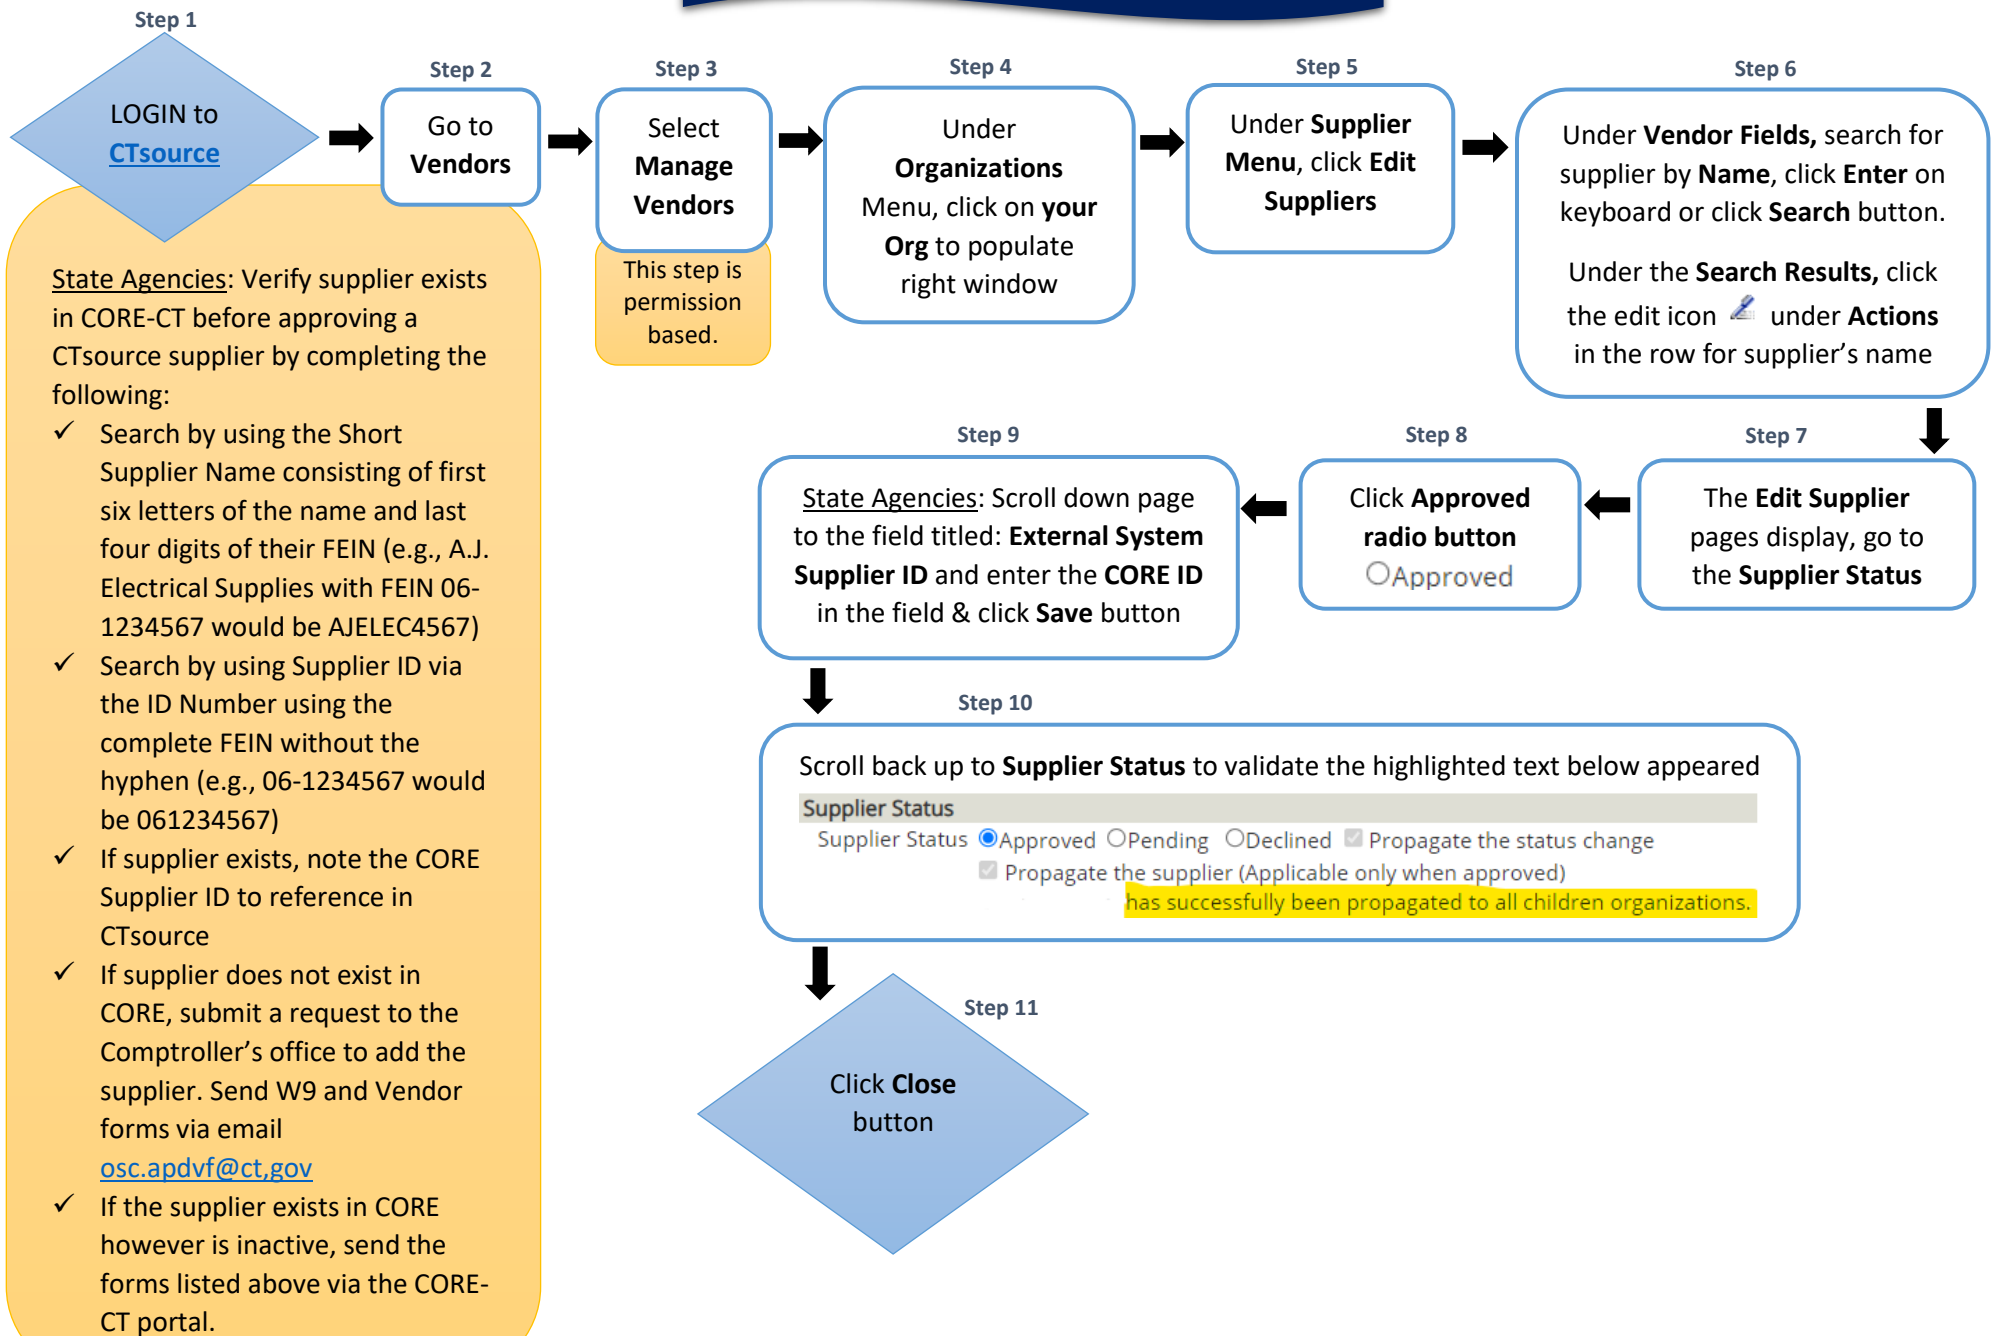 Step 1
LOGIN to
CTsource
State Agencies: Verify supplier exists
in CORE-CT before approving a
CTsource supplier by completing the
following:
✓ Search by using the Short
Supplier Name consisting of first
six letters of the name and last
four digits of their FEIN (e.g., A.J.
Electrical Supplies with FEIN 06-
1234567 would be AJELEC4567)
✓ Search by using Supplier ID via
the ID Number using the
complete FEIN without the
hyphen (e.g., 06-1234567 would
be 061234567)
✓ If supplier exists, note the CORE
Supplier ID to reference in
CTsource
✓ If supplier does not exist in
CORE, submit a request to the
Comptroller’s office to add the
supplier. Send W9 and Vendor
forms via email
osc.apdvf@ct,gov
✓ If the supplier exists in CORE
however is inactive, send the
forms listed above via the CORE-
CT portal.
Step 2
Go to
Vendors
Step 3
Select
Manage
Vendors
This step is
permission
based.
Step 4
Under
Organizations
Menu, click on your
Org to populate
right window
Step 5
Under Supplier
Menu, click Edit
Suppliers
Step 6
Under Vendor Fields, search for
supplier by Name, click Enter on
keyboard or click Search button.
Under the Search Results, click
the edit icon under Actions
in the row for supplier’s name
Step 7
The Edit Supplier
pages display, go to
the Supplier Status
Step 8
Click Approved
radio button
Approved
Step 9
State Agencies: Scroll down page
to the field titled: External System
Supplier ID and enter the CORE ID
in the field & click Save button
Step 10
Scroll back up to Supplier Status to validate the highlighted text below appeared
Supplier Status
Supplier Status Approved Pending Declined Propagate the status change
Propagate the supplier (Applicable only when approved)
has successfully been propagated to all children organizations.
Step 11
Click Close
button